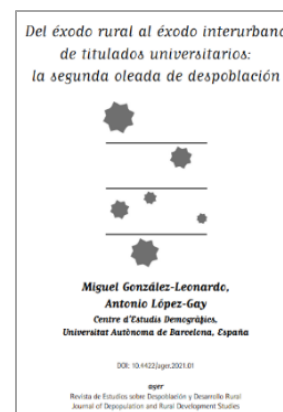 Del éxodo rural al éxodo interurbano
de titulados universitarios:
la segunda oleada de despoblación
Miguel González-Leonardo,
Antonio López-Gay
Centre d'Estudis Demogràfics,
Universitat Autònoma de Barcelona, España
DOI: 10.4422/ager.2021.01
ager
Revista de Estudios sobre Despoblación y Desarrollo Rural
Journal of Depopulation and Rural Development Studies